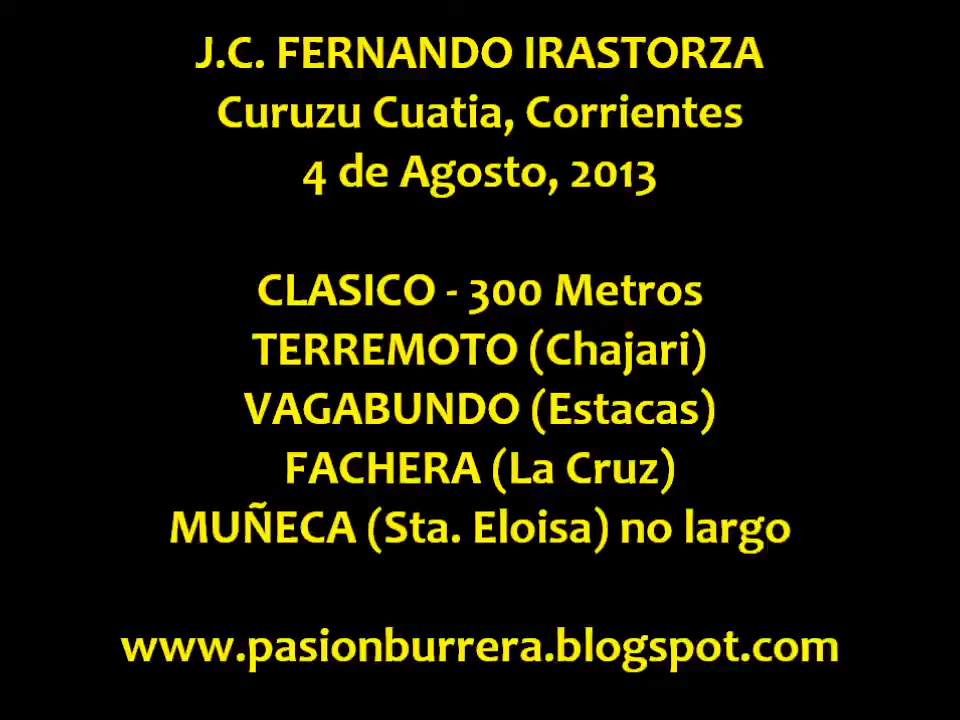 J.C. FERNANDO IRASTORZA
Curuzu Cuatia, Corrientes
4 de Agosto, 2013
CLASICO - 300 Metros
TERREMOTO (Chajari)
VAGABUNDO (Estacas)
FACHERA (La Cruz)
MUÑECA (Sta. Eloisa) no largo
www.pasionburrera.blogspot.com